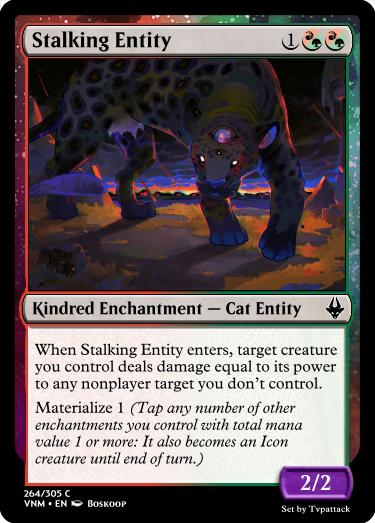 Stalking Entity 1
Kindred Enchantment — Cat Entity
When Stalking Entity enters, target creature
you control deals damage equal to its power
to any nonplayer target you don't control.
Materialize 1 (Tap any number of other
enchantments you control with total mana
value 1 or more: It also becomes an Icon
creature until end of turn.)
2/2
264/305 C
VNM • EN Boskoop
Set by Tvpattack